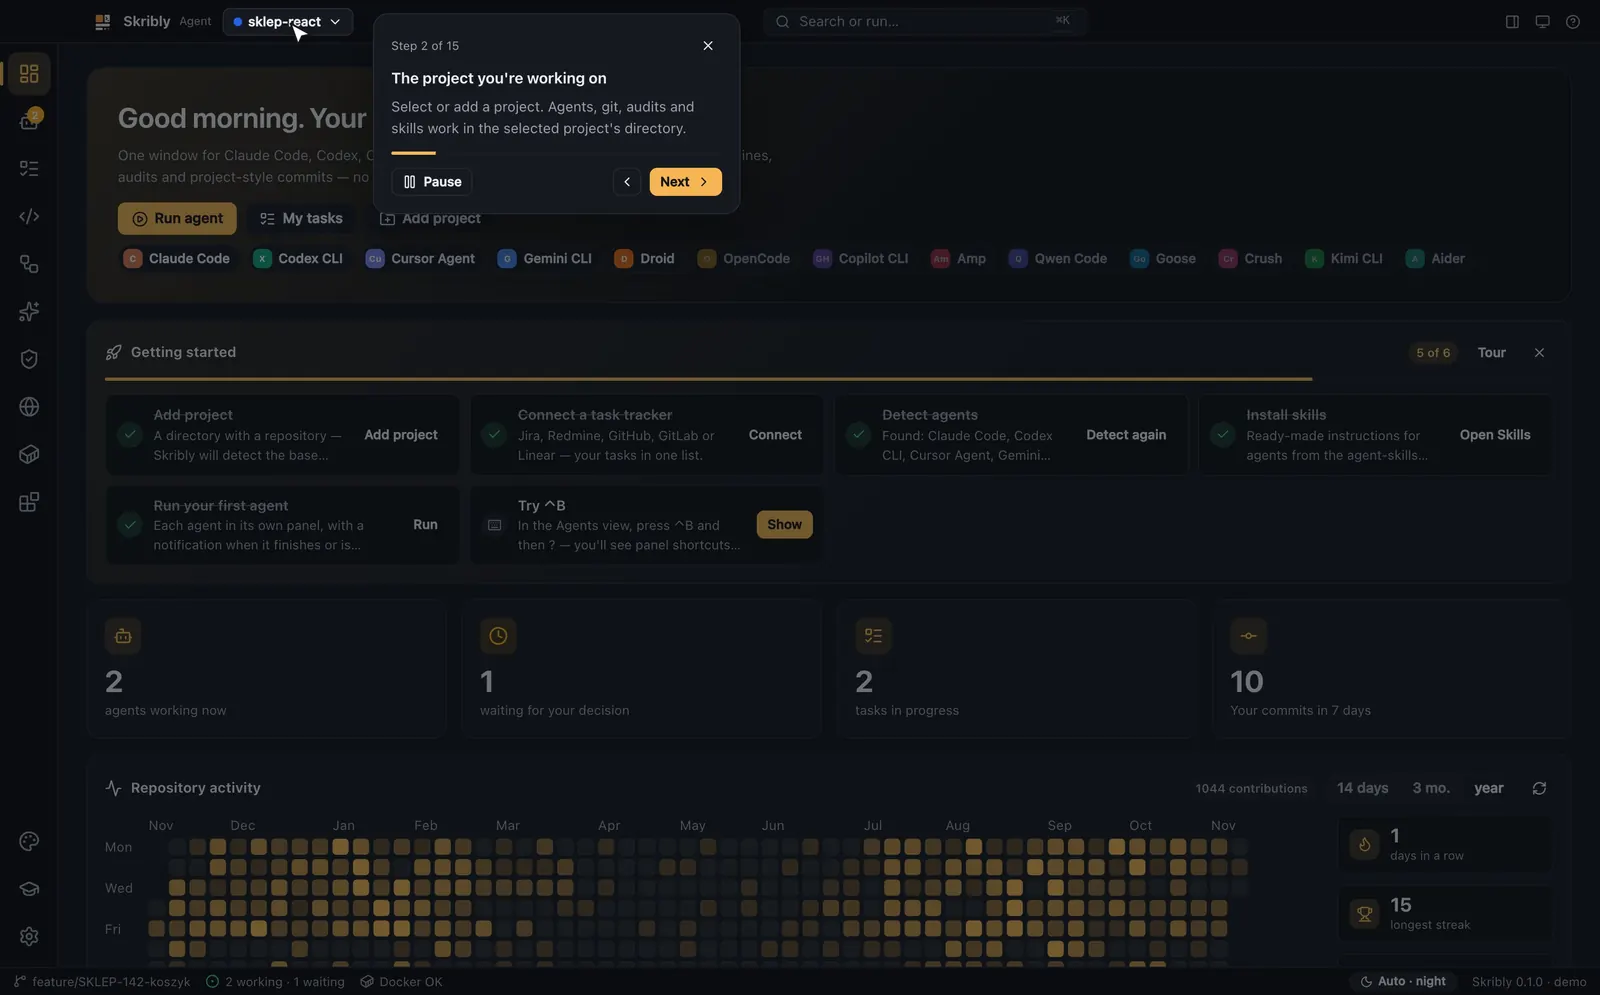 Skribly Agent sklep-react
Search or run... ⌘K
Step 2 of 15
The project you're working on
Select or add a project. Agents, git, audits and
skills work in the selected project's directory.
Pause
Next
2
Good morning. Your
One window for Claude Code, Codex, C
ines,
audits and project-style commits — no
Run agent My tasks Add project
C Claude Code X Codex CLI Cu Cursor Agent G Gemini CLI D Droid O OpenCode GH Copilot CLI Am Amp Q Qwen Code Go Goose Cr Crush K Kimi CLI A Aider
Getting started
5 of 6 Tour
Add project
A directory with a repository —
Skribly will detect the base...
Add project
Connect a task tracker
Jira, Redmine, GitHub, GitLab or
Linear — your tasks in one list.
Connect
Detect agents
Found: Claude Code, Codex
CLI, Cursor Agent, Gemini...
Detect again
Install skills
Ready-made instructions for
agents from the agent-skills...
Open Skills
Run your first agent
Each agent in its own panel, with a
notification when it finishes or is...
Run
Try ^B
In the Agents view, press ^B and
then ? — you'll see panel shortcuts...
Show
2
agents working now
1
waiting for your decision
2
tasks in progress
10
Your commits in 7 days
Repository activity
1044 contributions 14 days 3 mo. year
Nov Dec Jan Feb Mar Apr May Jun Jul Aug Sep Oct Nov
Mon
Wed
Fri
1
days in a row
15
longest streak
feature/SKLEP-142-koszyk 2 working · 1 waiting Docker OK
Auto · night Skribly 0.1.0 · demo